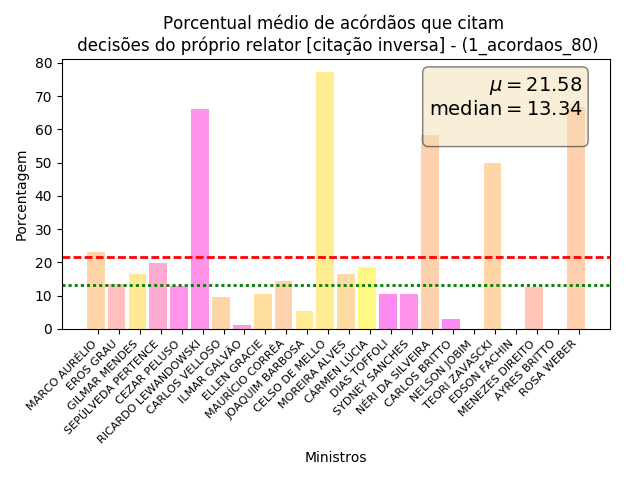 Porcentual médio de acórdãos que citam
decisões do próprio relator [citação inversa] - (1_acordaos_80)
μ = 21.58
median = 13.34
Porcentagem
80
70
60
50
40
30
20
10
0
MARCO AURÉLIO
EROS GRAU
GILMAR MENDES
SEPÚLVEDA PERTENCE
CEZAR PELUSO
RICARDO LEWANDOWSKI
CARLOS VELLOSO
ILMAR GALVÃO
ELLEN GRACIE
MAURÍCIO CORRÊA
JOAQUIM BARBOSA
CELSO DE MELLO
MOREIRA ALVES
CÁRMEN LÚCIA
DIAS TOFFOLI
SYDNEY SANCHES
NÉRI DA SILVEIRA
CARLOS BRITTO
NELSON JOBIM
TEORI ZAVASCKI
EDSON FACHIN
MENEZES DIREITO
AYRES BRITTO
ROSA WEBER
Ministros